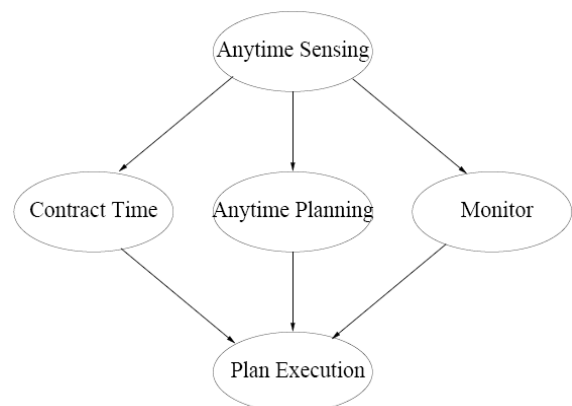 Anytime Sensing
Contract Time
Anytime Planning
Monitor
Plan Execution